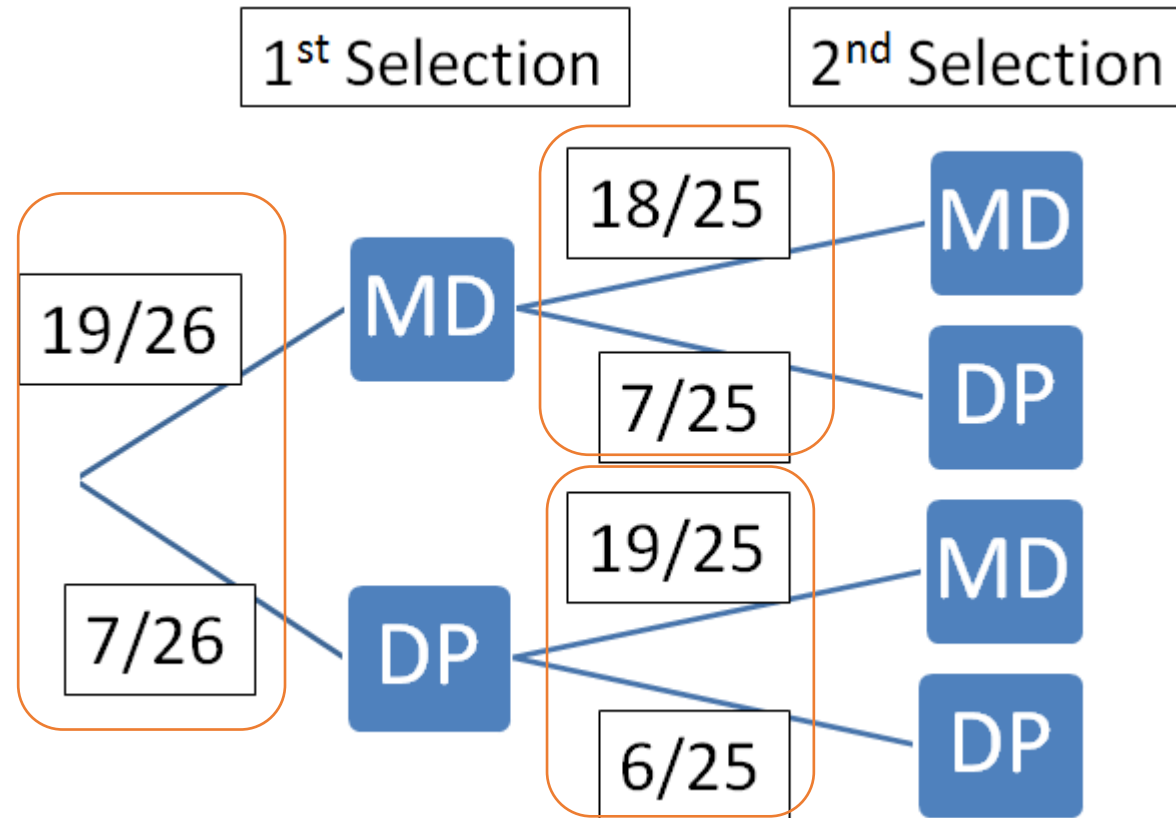 1st Selection
2nd Selection
19/26
7/26
MD
DP
18/25
7/25
19/25
6/25
MD
DP
MD
DP